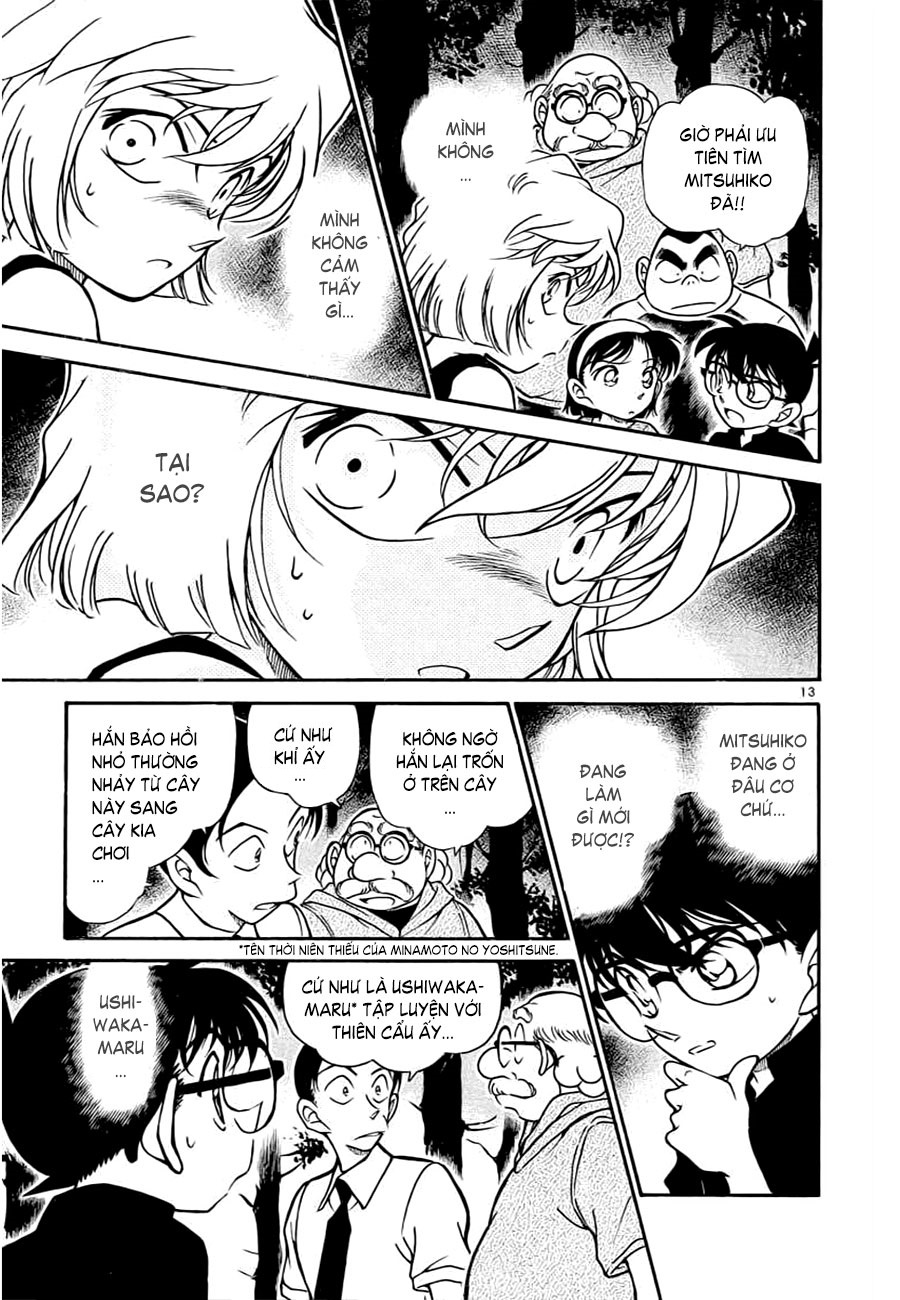 GIỜ PHẢI ƯU
TIÊN TÌM
MITSUHIKO
ĐÃ!!
MÌNH
KHÔNG
...
MÌNH
KHÔNG
CẢM
THẤY
GÌ...
TẠI
SAO?
13
MITSUHIKO
ĐANG Ở
ĐÂU CƠ
CHỨ...
ĐANG
LÀM
GÌ MỚI
ĐƯỢC!?
KHÔNG NGỜ
HẮN LẠI TRỐN
Ở TRÊN CÂY
...
CỨ NHƯ
KHỈ ẤY
...
HẮN BẢO HỒI
NHỎ THƯỜNG
NHẢY TỪ CÂY
NÀY SANG
CÂY KIA
CHƠI
...
*TÊN THỜI NIÊN THIẾU CỦA MINAMOTO NO YOSHITSUNE.
CỨ NHƯ LÀ USHIWAKA-
MARU* TẬP LUYỆN VỚI
THIÊN CẨU ẤY...
USHI-
WAKA-
MARU
...